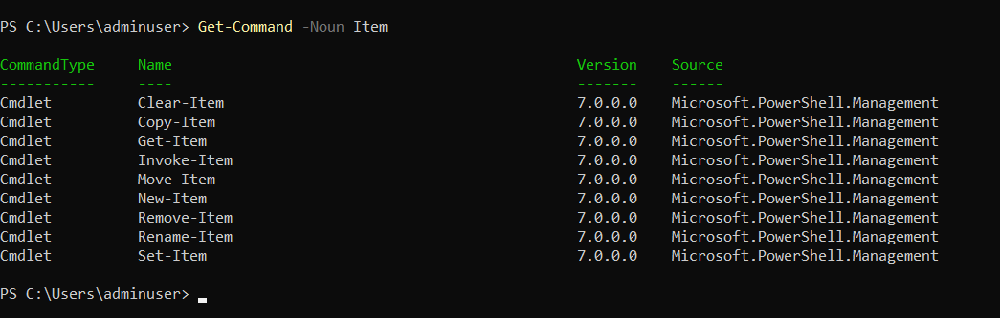 PS C:\Users\adminuser> Get-Command -Noun Item
CommandType     Name                                               Version    Source
-----------     ----                                               -------    ------
Cmdlet          Clear-Item                                         7.0.0.0    Microsoft.PowerShell.Management
Cmdlet          Copy-Item                                          7.0.0.0    Microsoft.PowerShell.Management
Cmdlet          Get-Item                                           7.0.0.0    Microsoft.PowerShell.Management
Cmdlet          Invoke-Item                                        7.0.0.0    Microsoft.PowerShell.Management
Cmdlet          Move-Item                                          7.0.0.0    Microsoft.PowerShell.Management
Cmdlet          New-Item                                           7.0.0.0    Microsoft.PowerShell.Management
Cmdlet          Remove-Item                                        7.0.0.0    Microsoft.PowerShell.Management
Cmdlet          Rename-Item                                        7.0.0.0    Microsoft.PowerShell.Management
Cmdlet          Set-Item                                           7.0.0.0    Microsoft.PowerShell.Management
PS C:\Users\adminuser>